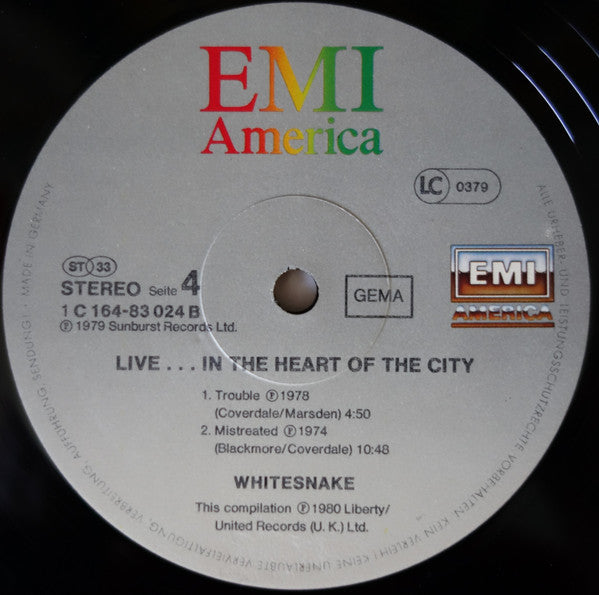 EMI
America
LC 0379
ST 33
STEREO Seite 4
1 C 164-83 024 B
℗ 1979 Sunburst Records Ltd.
GEMA
EMI
AMERICA
LIVE . . . IN THE HEART OF THE CITY
1. Trouble ℗ 1978
(Coverdale/Marsden) 4:50
2. Mistreated ℗ 1974
(Blackmore/Coverdale) 10:48
WHITESNAKE
This compilation ℗ 1980 Liberty/
United Records (U. K.) Ltd.
ALLE URHEBER- UND LEISTUNGSSCHUTZRECHTE VORBEHALTEN. KEIN VERLEIH! KEINE UNERLAUBTE VERVIELFÄLTIGUNG, VERBREITUNG, AUFFÜHRUNG, SENDUNG! · MADE IN GERMANY